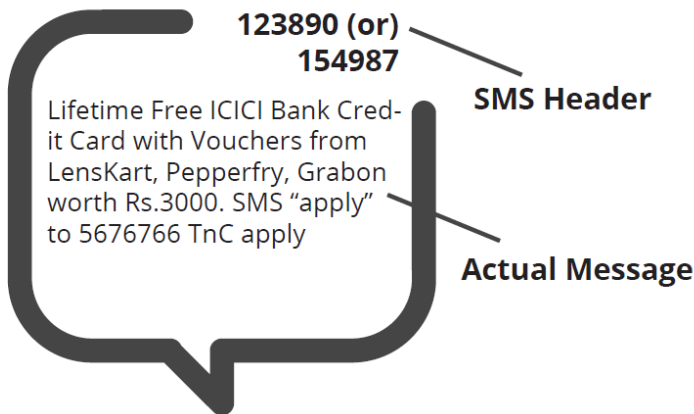 123890 (or)
154987
SMS Header
Lifetime Free ICICI Bank Cred-
it Card with Vouchers from
LensKart, Pepperfry, Grabon
worth Rs.3000. SMS “apply”
to 5676766 TnC apply
Actual Message